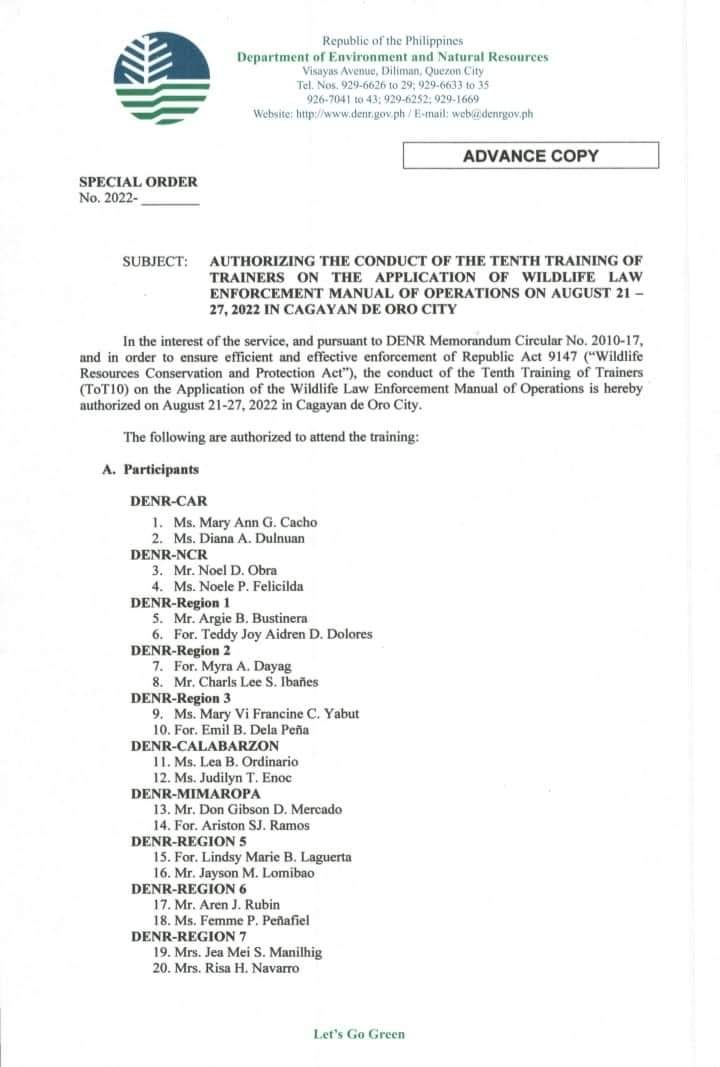 Republic of the Philippines
Department of Environment and Natural Resources
Visayas Avenue, Diliman, Quezon City
Tel. Nos. 929-6626 to 29; 929-6633 to 35
926-7041 to 43; 929-6252; 929-1669
Website: http://www.denr.gov.ph / E-mail: web@denrgov.ph
ADVANCE COPY
SPECIAL ORDER
No. 2022- ________
SUBJECT: AUTHORIZING THE CONDUCT OF THE TENTH TRAINING OF
TRAINERS ON THE APPLICATION OF WILDLIFE LAW
ENFORCEMENT MANUAL OF OPERATIONS ON AUGUST 21 –
27, 2022 IN CAGAYAN DE ORO CITY
In the interest of the service, and pursuant to DENR Memorandum Circular No. 2010-17,
and in order to ensure efficient and effective enforcement of Republic Act 9147 (“Wildlife
Resources Conservation and Protection Act”), the conduct of the Tenth Training of Trainers
(ToT10) on the Application of the Wildlife Law Enforcement Manual of Operations is hereby
authorized on August 21-27, 2022 in Cagayan de Oro City.
The following are authorized to attend the training:
A. Participants
DENR-CAR
1. Ms. Mary Ann G. Cacho
2. Ms. Diana A. Dulnuan
DENR-NCR
3. Mr. Noel D. Obra
4. Ms. Noele P. Felicilda
DENR-Region 1
5. Mr. Argie B. Bustinera
6. For. Teddy Joy Aidren D. Dolores
DENR-Region 2
7. For. Myra A. Dayag
8. Mr. Charls Lee S. Ibañes
DENR-Region 3
9. Ms. Mary Vi Francine C. Yabut
10. For. Emil B. Dela Peña
DENR-CALABARZON
11. Ms. Lea B. Ordinario
12. Ms. Judilyn T. Enoc
DENR-MIMAROPA
13. Mr. Don Gibson D. Mercado
14. For. Ariston SJ. Ramos
DENR-REGION 5
15. For. Lindsy Marie B. Laguerta
16. Mr. Jayson M. Lomibao
DENR-REGION 6
17. Mr. Aren J. Rubin
18. Ms. Femme P. Peñafiel
DENR-REGION 7
19. Mrs. Jea Mei S. Manilhig
20. Mrs. Risa H. Navarro
Let’s Go Green